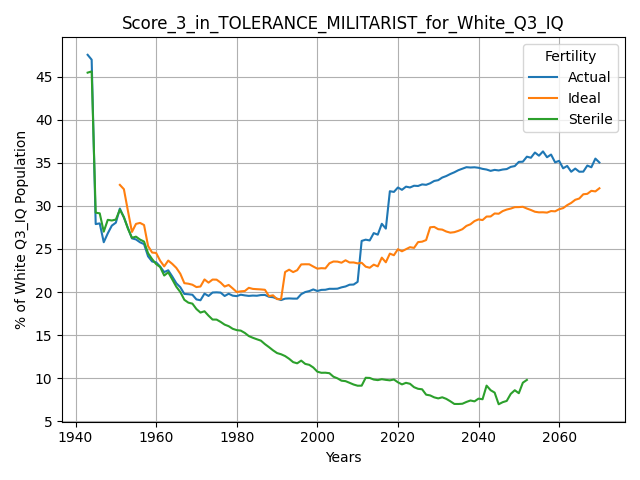 Score_3_in_TOLERANCE_MILITARIST_for_White_Q3_IQ
% of White Q3_IQ Population
45
40
35
30
25
20
15
10
5
Fertility
Actual
Ideal
Sterile
1940 1960 1980 2000 2020 2040 2060
Years